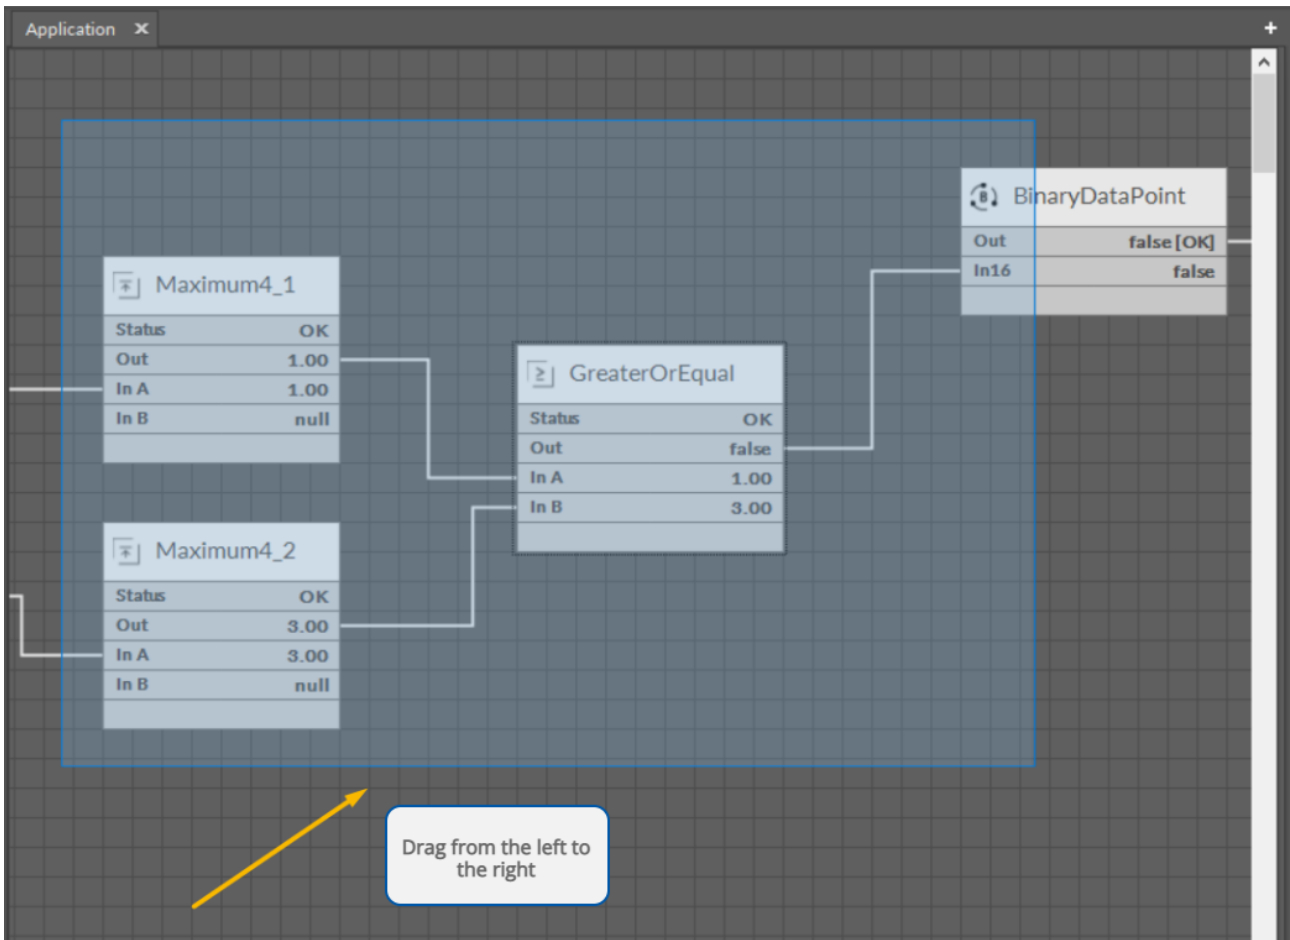 Application
Maximum4_1
Status OK
Out 1.00
In A 1.00
In B null
Maximum4_2
Status OK
Out 3.00
In A 3.00
In B null
GreaterOrEqual
Status OK
Out false
In A 1.00
In B 3.00
B BinaryDataPoint
Out false [OK]
In16 false
Drag from the left to
the right